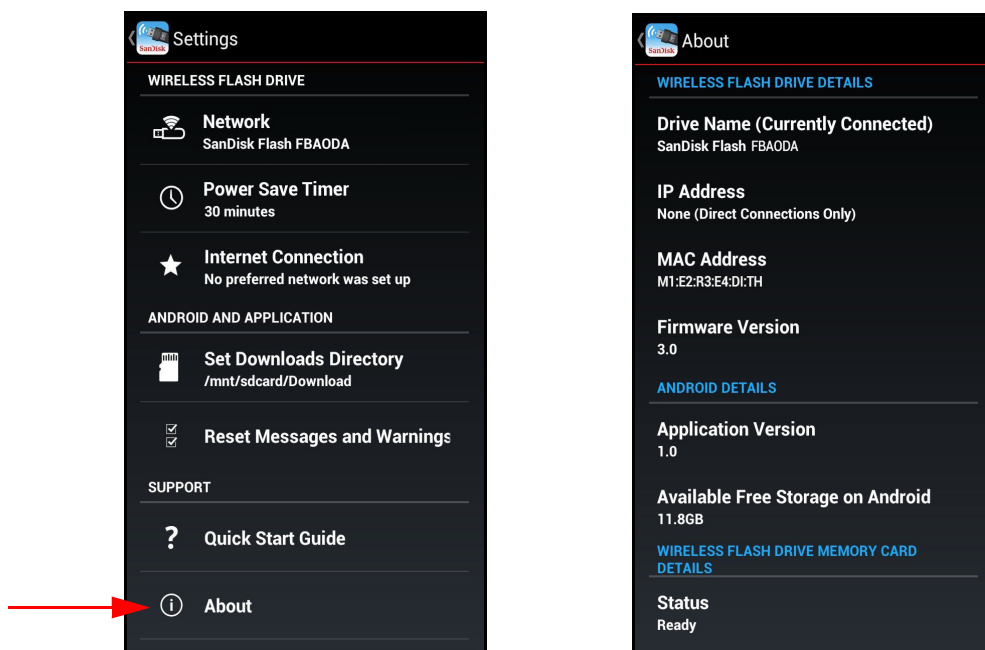 SanDisk
Settings
WIRELESS FLASH DRIVE
Network
SanDisk Flash FBAODA
Power Save Timer
30 minutes
Internet Connection
No preferred network was set up
ANDROID AND APPLICATION
Set Downloads Directory
/mnt/sdcard/Download
Reset Messages and Warnings
SUPPORT
?
Quick Start Guide
i
About
SanDisk
About
WIRELESS FLASH DRIVE DETAILS
Drive Name (Currently Connected)
SanDisk Flash FBAODA
IP Address
None (Direct Connections Only)
MAC Address
M1:E2:R3:E4:DI:TH
Firmware Version
3.0
ANDROID DETAILS
Application Version
1.0
Available Free Storage on Android
11.8GB
WIRELESS FLASH DRIVE MEMORY CARD
DETAILS
Status
Ready